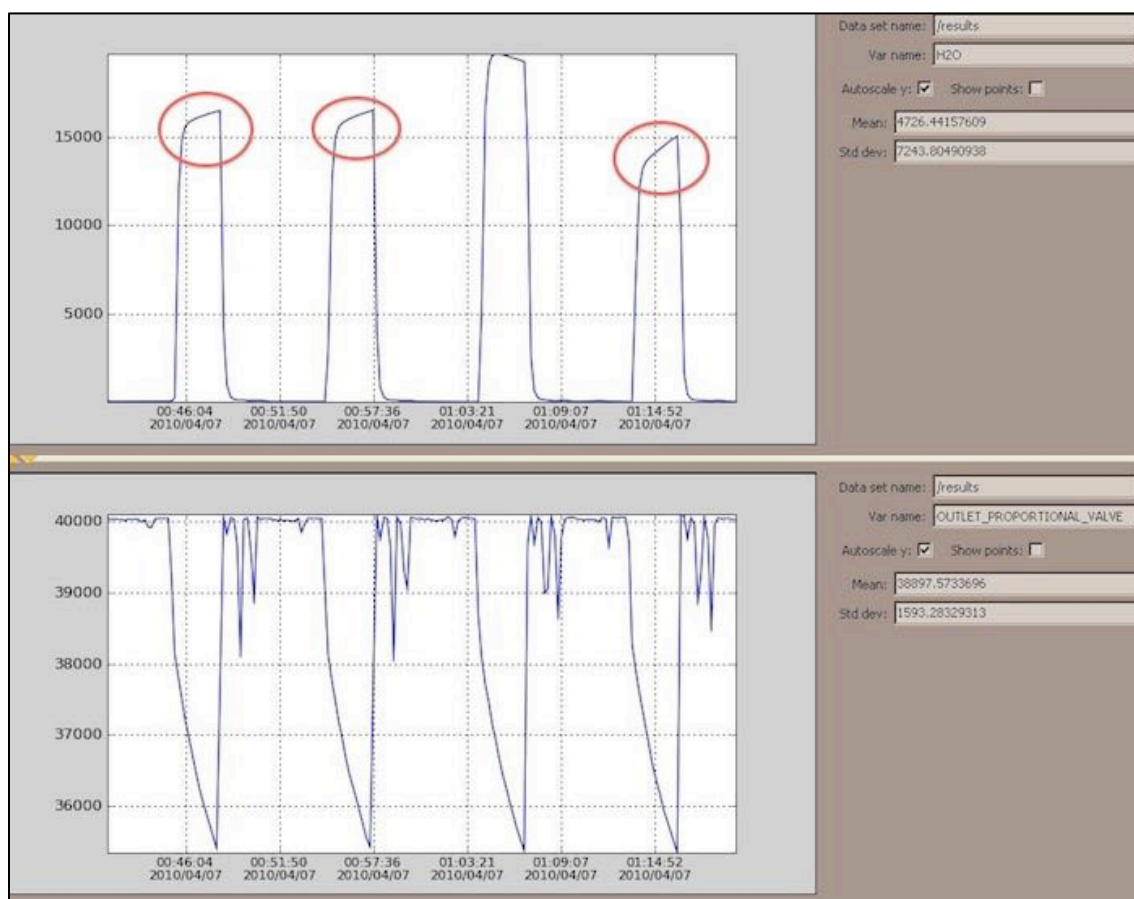 Data set name: /results
Var name: H2O
Autoscale y: Show points:
Mean: 4726.44157609
Std dev: 7243.80490938
15000
10000
5000
00:46:04 00:51:50 00:57:36 01:03:21 01:09:07 01:14:52
2010/04/07 2010/04/07 2010/04/07 2010/04/07 2010/04/07 2010/04/07
Data set name: /results
Var name: OUTLET_PROPORTIONAL_VALVE
Autoscale y: Show points:
Mean: 38897.5733696
Std dev: 1593.28329313
40000
39000
38000
37000
36000
00:46:04 00:51:50 00:57:36 01:03:21 01:09:07 01:14:52
2010/04/07 2010/04/07 2010/04/07 2010/04/07 2010/04/07 2010/04/07